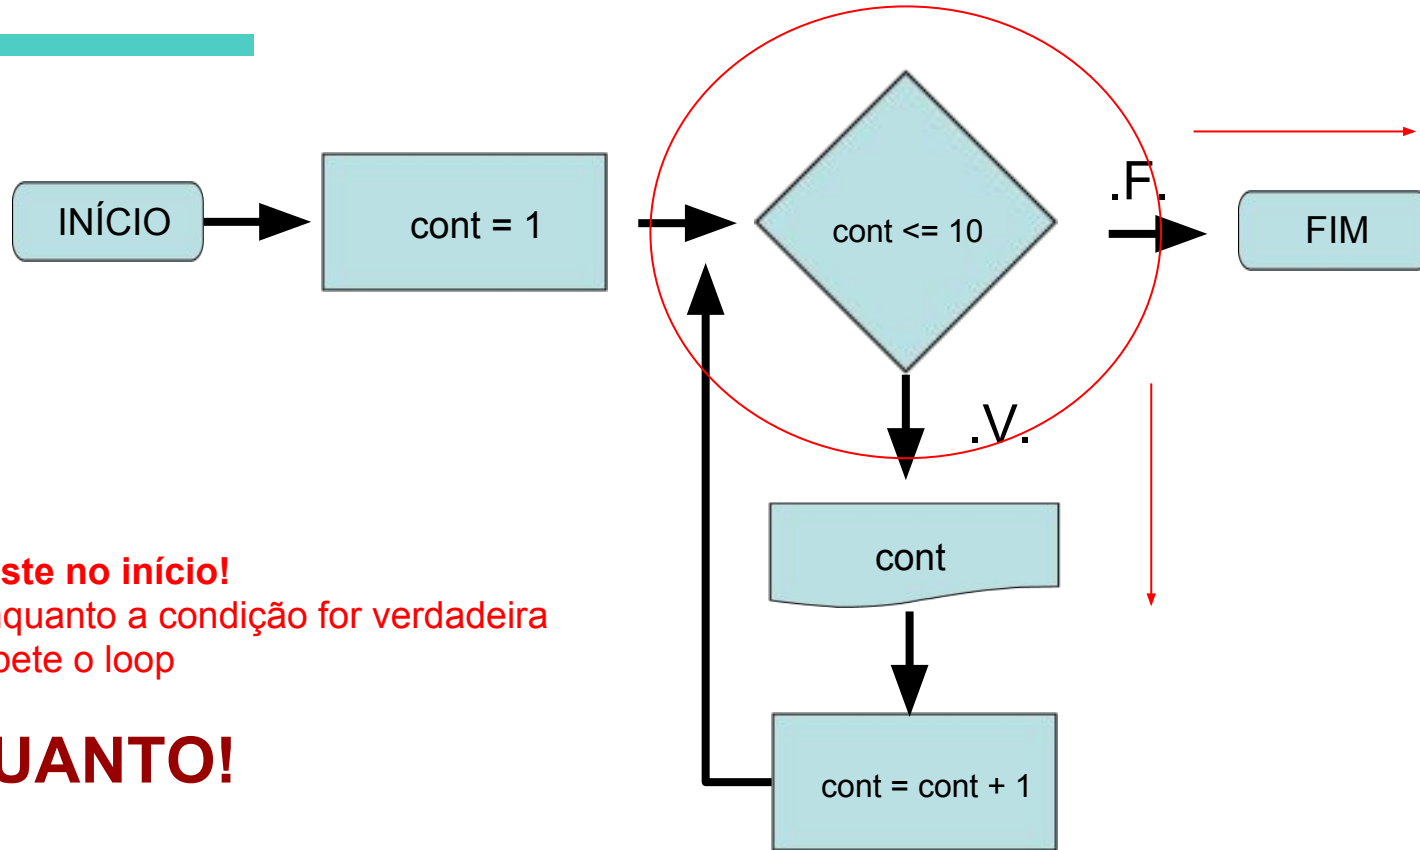 INÍCIO
cont = 1
cont <= 10
.F.
FIM
.V.
cont
cont = cont + 1
ste no início!
nquanto a condição for verdadeira
pete o loop
UANTO!